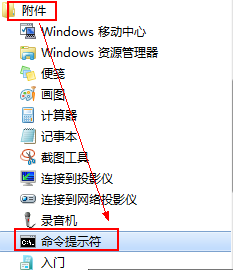 附件
Windows 移动中心
Windows 资源管理器
便笺
画图
计算器
记事本
截图工具
连接到投影仪
连接到网络投影仪
录音机
命令提示符
入门